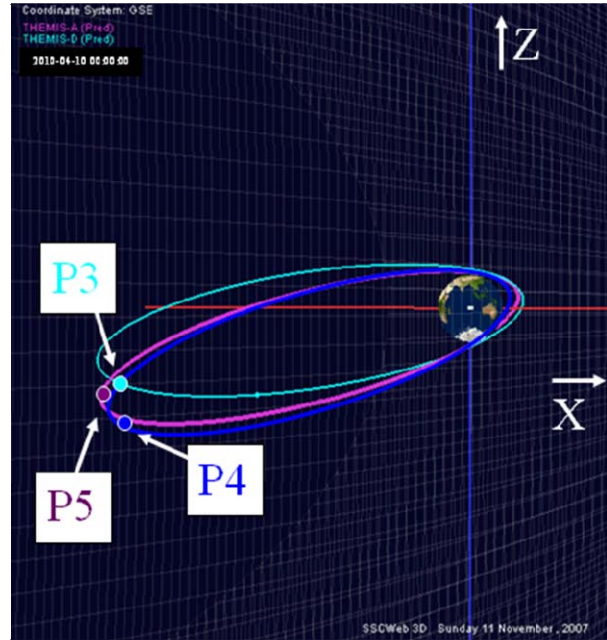 Coordinate System: GSE
THEMIS-A (Pred)
THEMIS-D (Pred)
2010-04-10 00:00:00
Z
P3
X
P4
P5
SSCWeb 3D Sunday 11 November, 2007